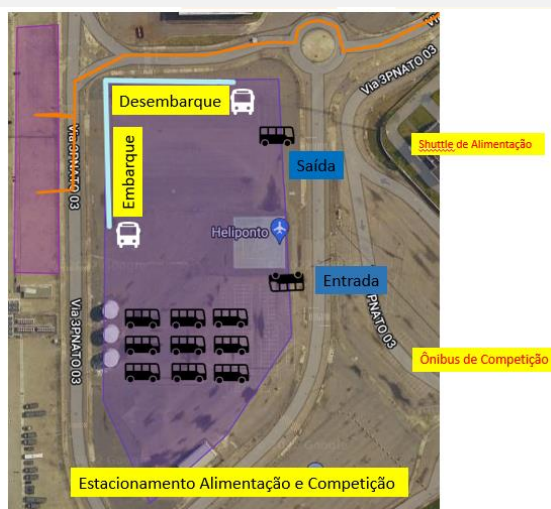 Via 3PNATO 03
Desembarque
Shuttle de Alimentação
Via 3PNATO 03
Embarque
Saída
Heliponto
Entrada
PNATO 03
Via 3PNATO 03
Ônibus de Competição
Estacionamento Alimentação e Competição